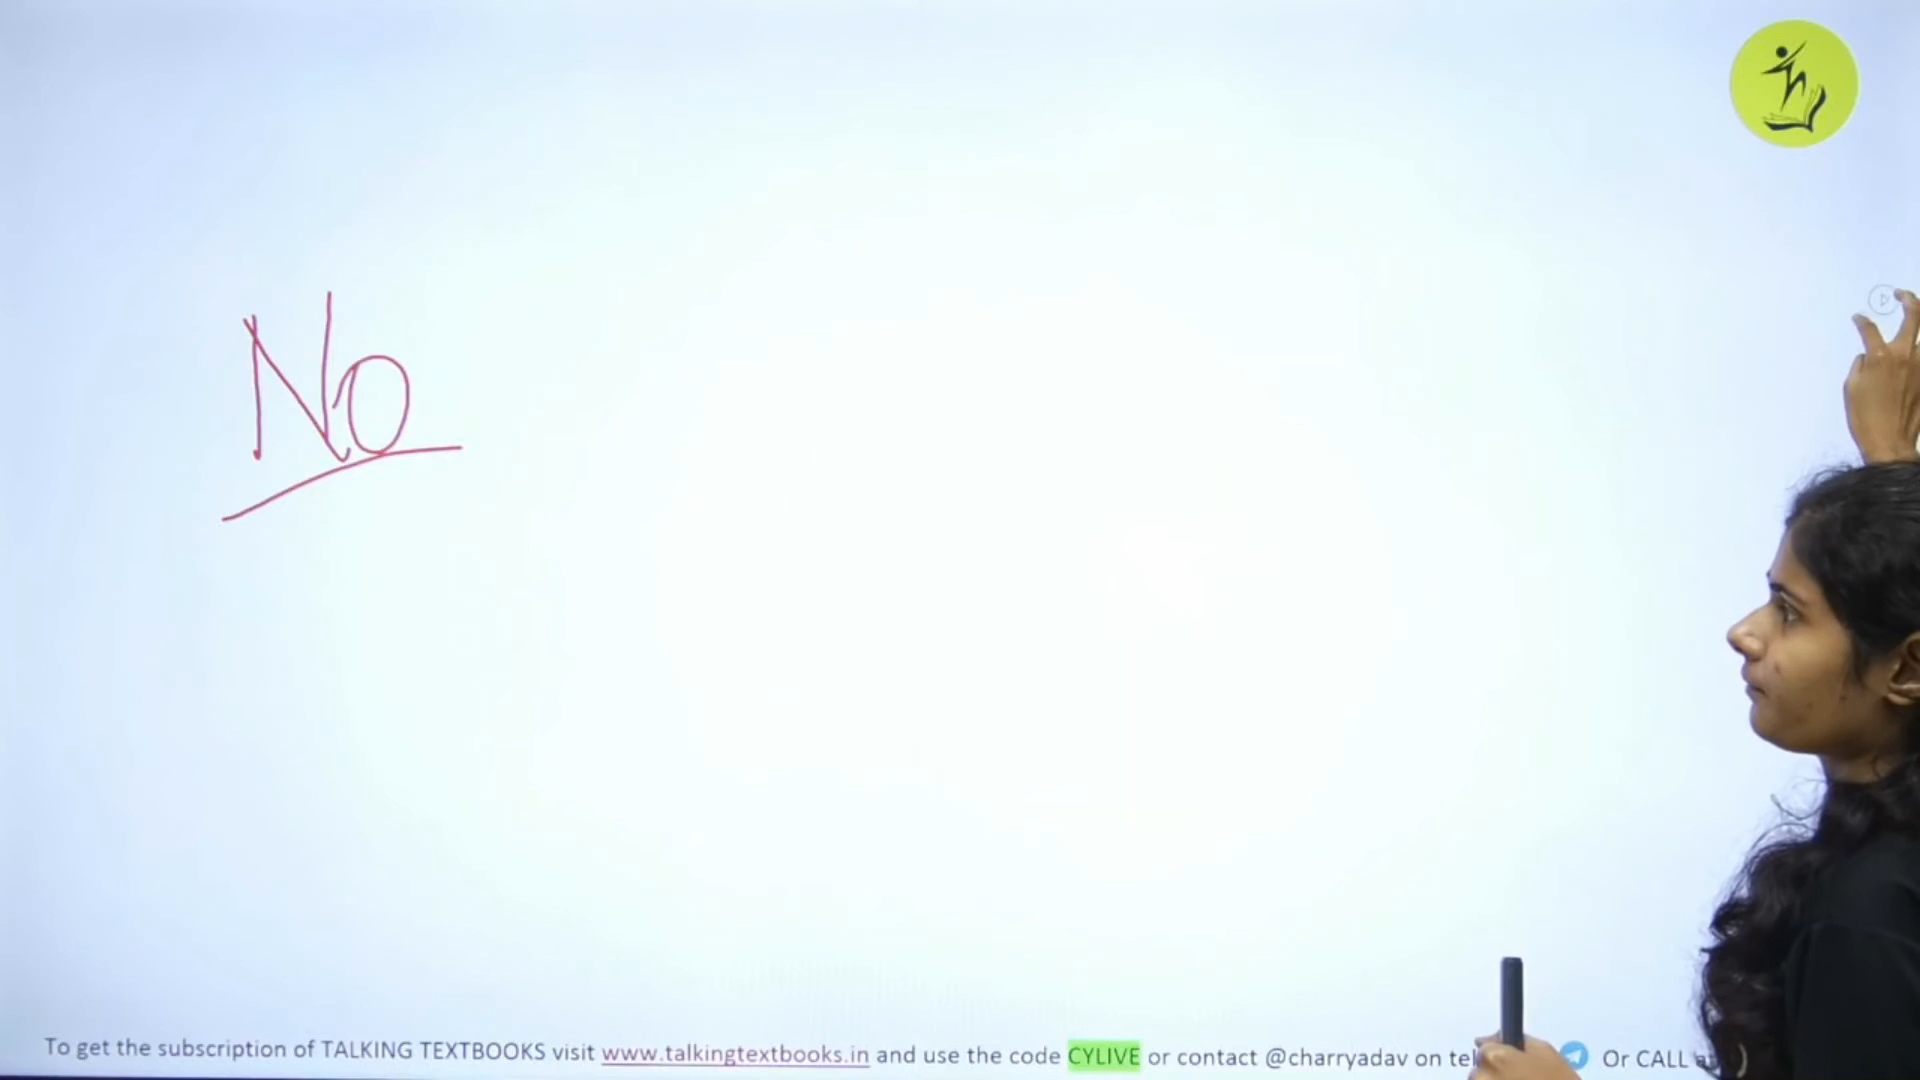 No
To get the subscription of TALKING TEXTBOOKS visit www.talkingtextbooks.in and use the code CYLIVE or contact @charryadav on Or CALL